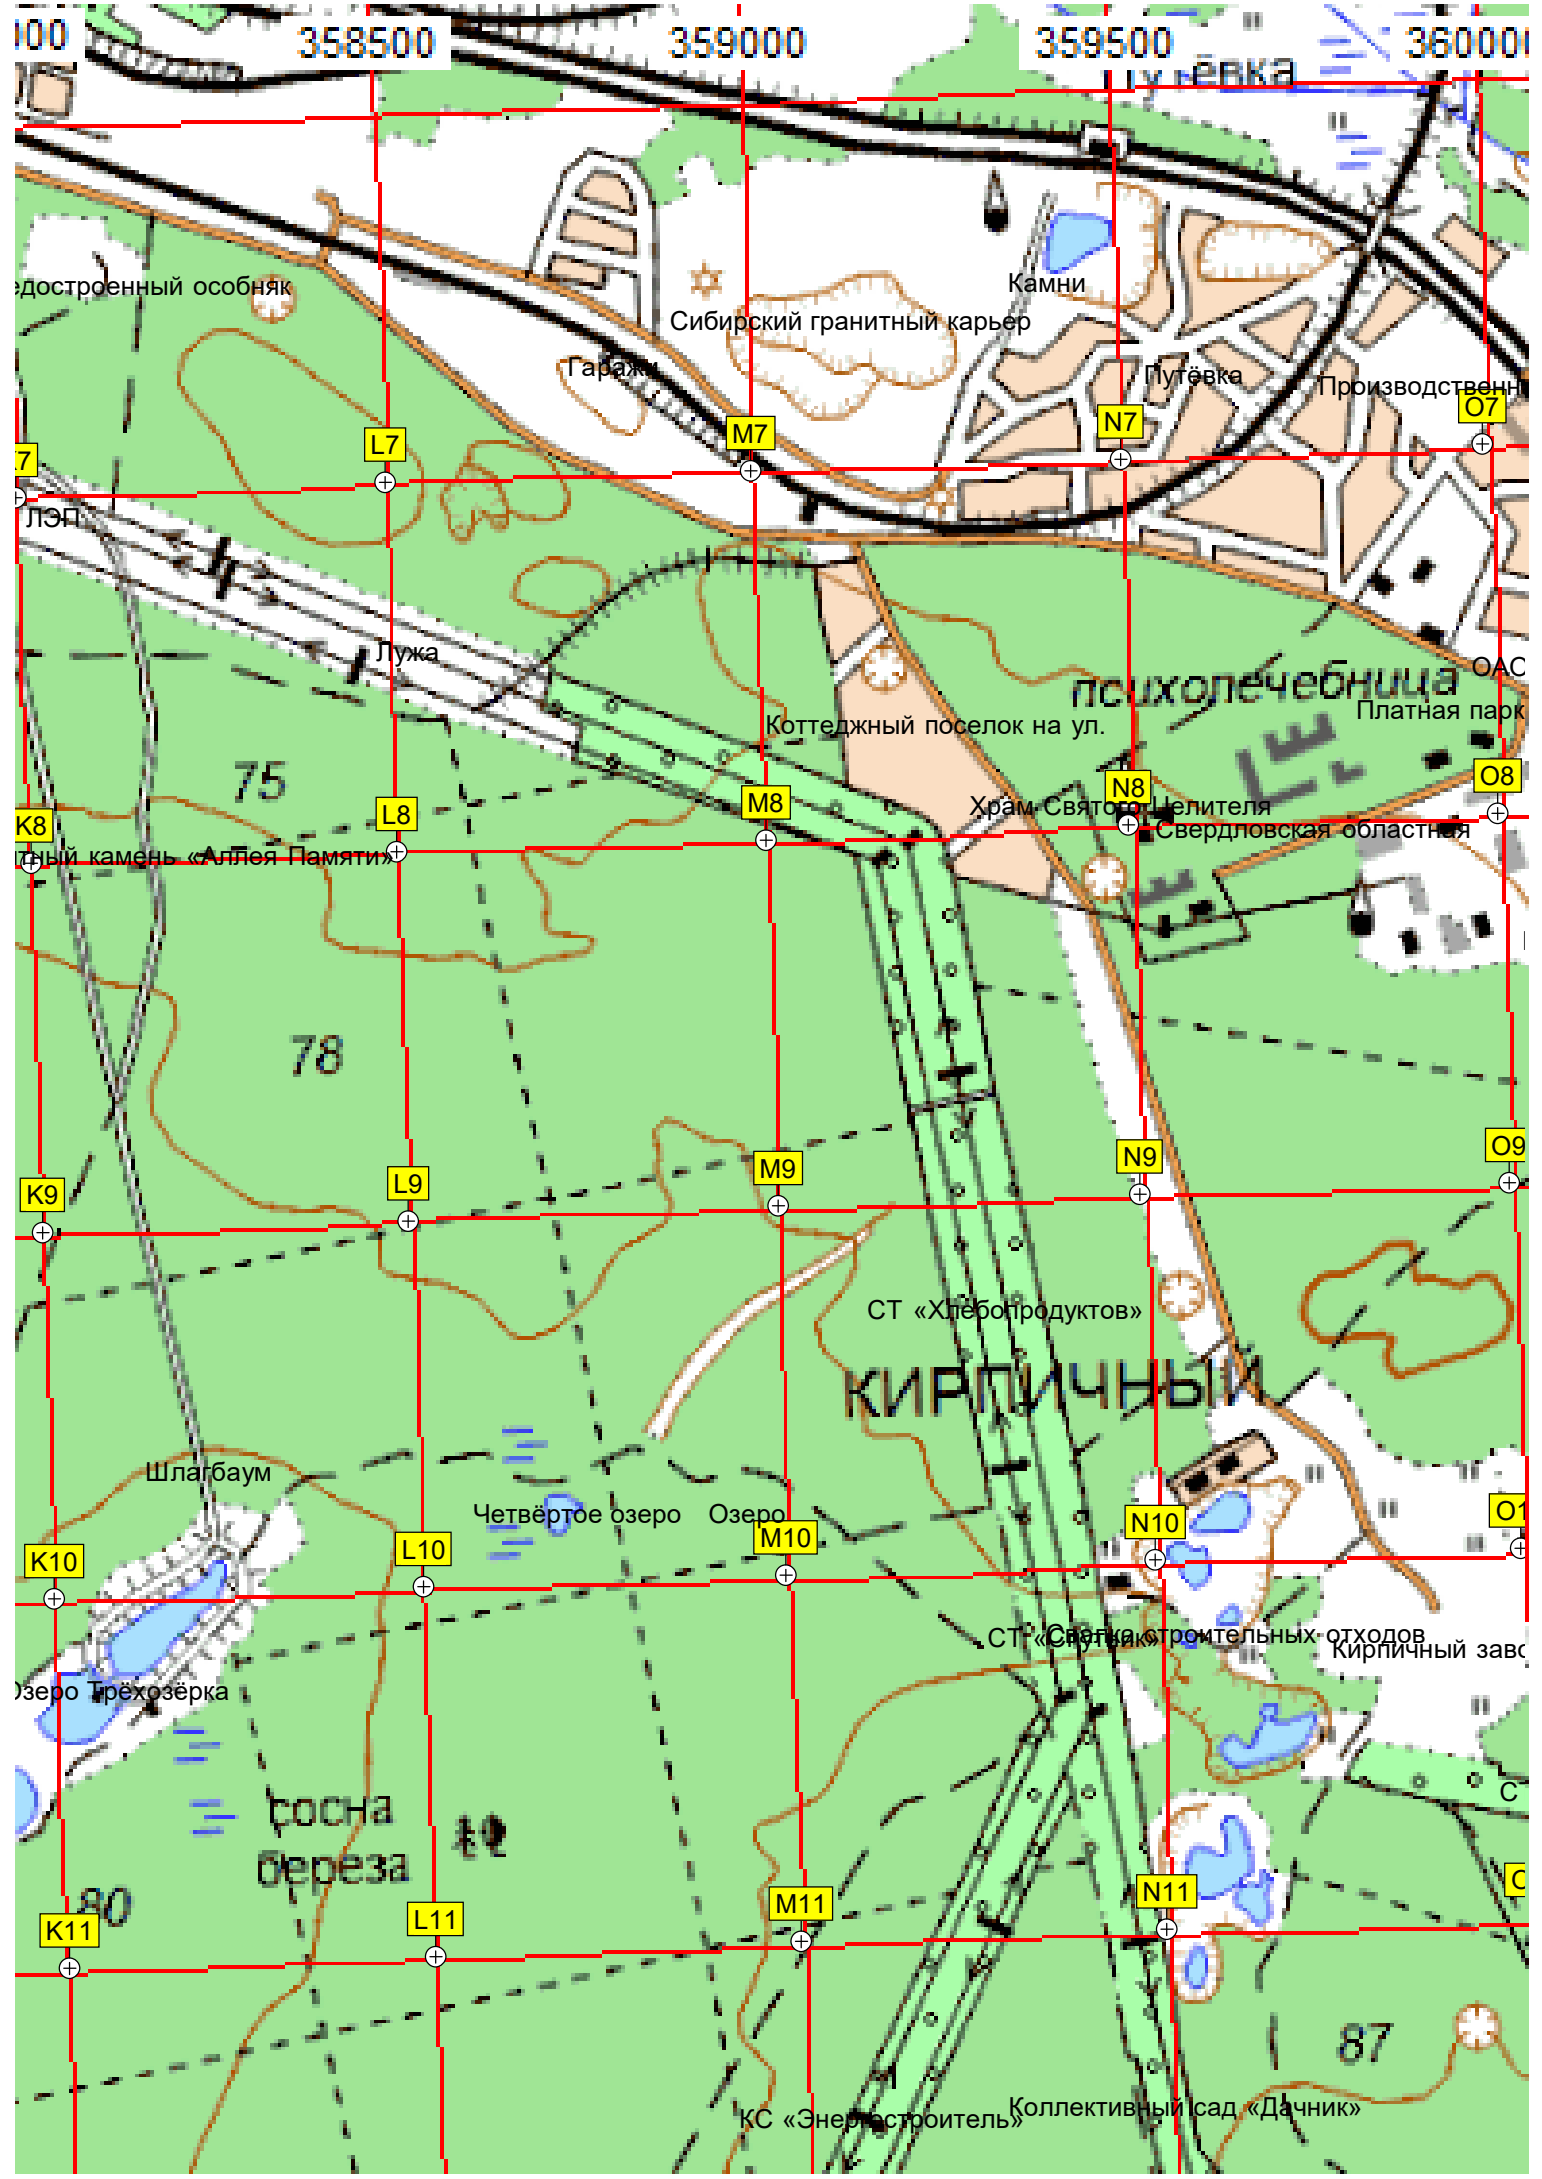 358500 359000 359500
Путёвка
едостроенный особняк
Камни
Сибирский гранитный карьер
Гаражи
Путёвка
Производственн
L7 M7 N7 O7
ЛЭП
Лужа
психолечебница
ОАО
Платная парк
Коттеджный поселок на ул.
75
K8 L8 M8 N8 O8
Храм Святого Целителя
Свердловская областная
тный камень «Аллея Памяти»
78
K9 L9 M9 N9 O9
СТ «Хлебопродуктов»
КИРПИЧНЫЙ
Шлагбаум
Четвёртое озеро
Озеро
K10 L10 M10 N10
СТ «Спутник»
Свалка строительных отходов
Кирпичный заво
Озеро Трёхозёрка
сосна
береза
80
K11 L11 M11 N11
87
КС «Энергостроитель»
Коллективный сад «Дачник»